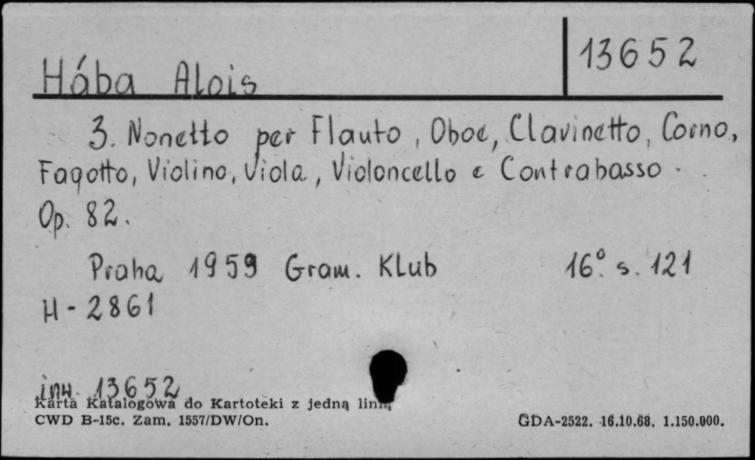 13652
Hába Alois
3. Nonetto per Flauto, Oboe, Clavinetto, Corno,
Fagotto, Violino, Viola, Violoncello e Contrabasso.
Op. 82.
Praha 1959 Gram. Klub 16° s. 121
H-2861
inw. 13652
Karta Katalogowa do Kartoteki z jedną linią
CWD B-15c. Zam. 1557/DW/On. GDA-2522. 16.10.68. 1.150.000.